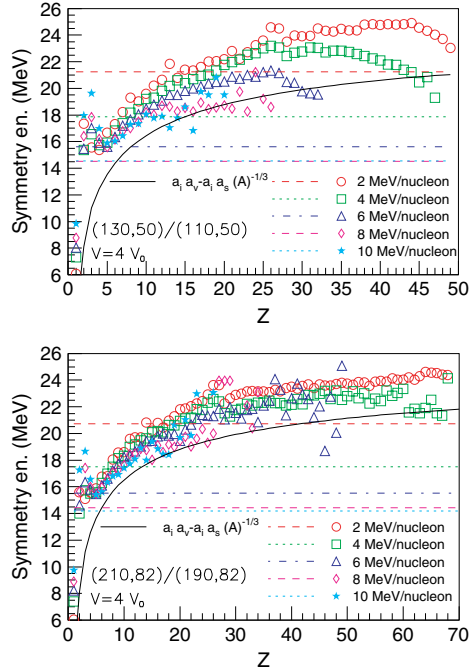 Symmetry en. (MeV)
26
24
22
20
18
16
14
12
10
8
6
a_i a_v-a_i a_s (A)^-1/3
2 MeV/nucleon
4 MeV/nucleon
6 MeV/nucleon
8 MeV/nucleon
10 MeV/nucleon
(130,50)/(110,50)
V=4 V_0
0 5 10 15 20 25 30 35 40 45 50
Z
Symmetry en. (MeV)
26
24
22
20
18
16
14
12
10
8
6
a_i a_v-a_i a_s (A)^-1/3
2 MeV/nucleon
4 MeV/nucleon
6 MeV/nucleon
8 MeV/nucleon
10 MeV/nucleon
(210,82)/(190,82)
V=4 V_0
0 10 20 30 40 50 60 70
Z